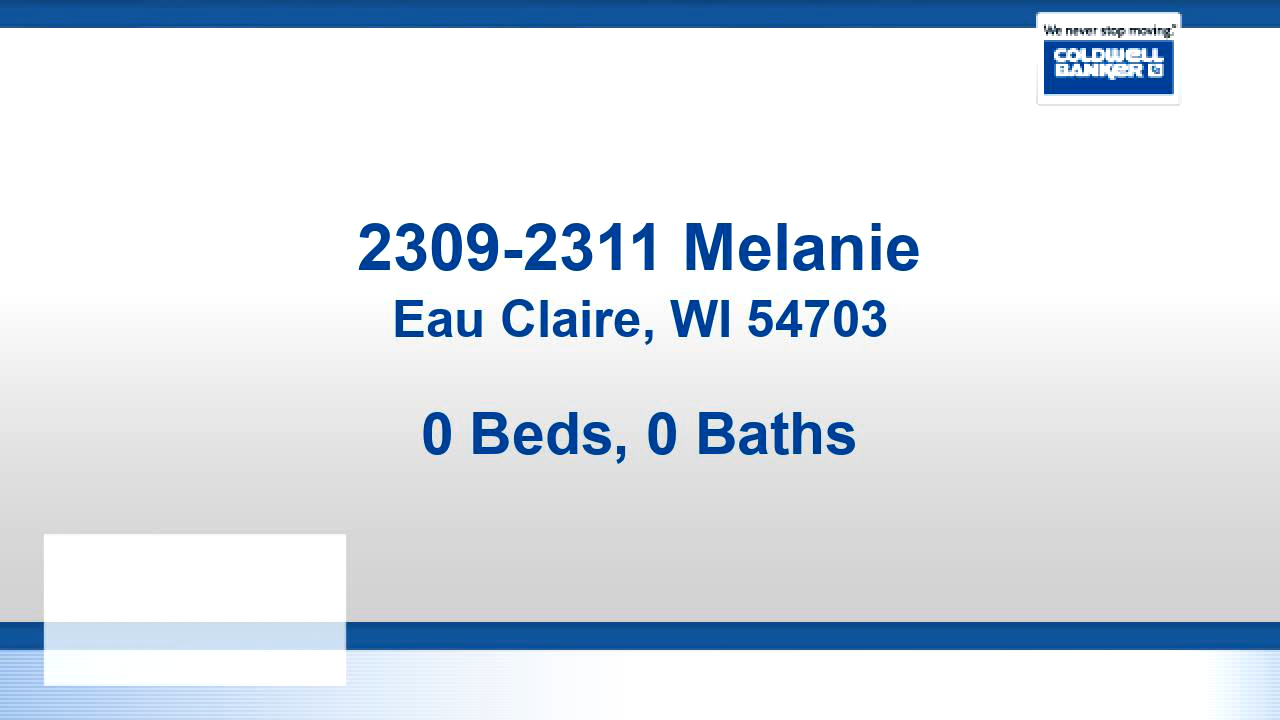 We never stop moving.®
COLDWELL
BANKER
2309-2311 Melanie
Eau Claire, WI 54703
0 Beds, 0 Baths